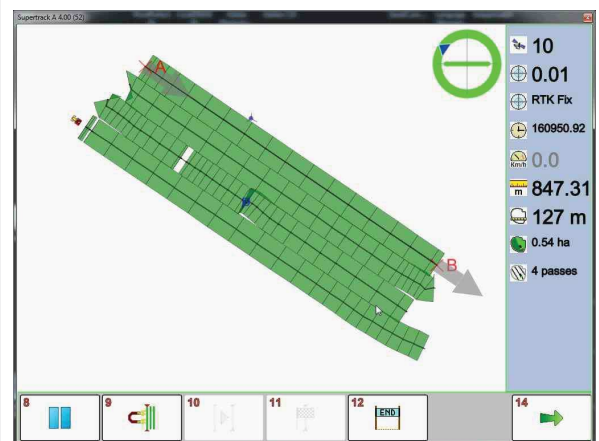 Supertrack A 4.00 (52)
A
B
10
0.01
RTK Fix
160950.92
Km/h 0.0
m 847.31
127 m
0.54 ha
4 passes
8
9
10
11
12
END
14